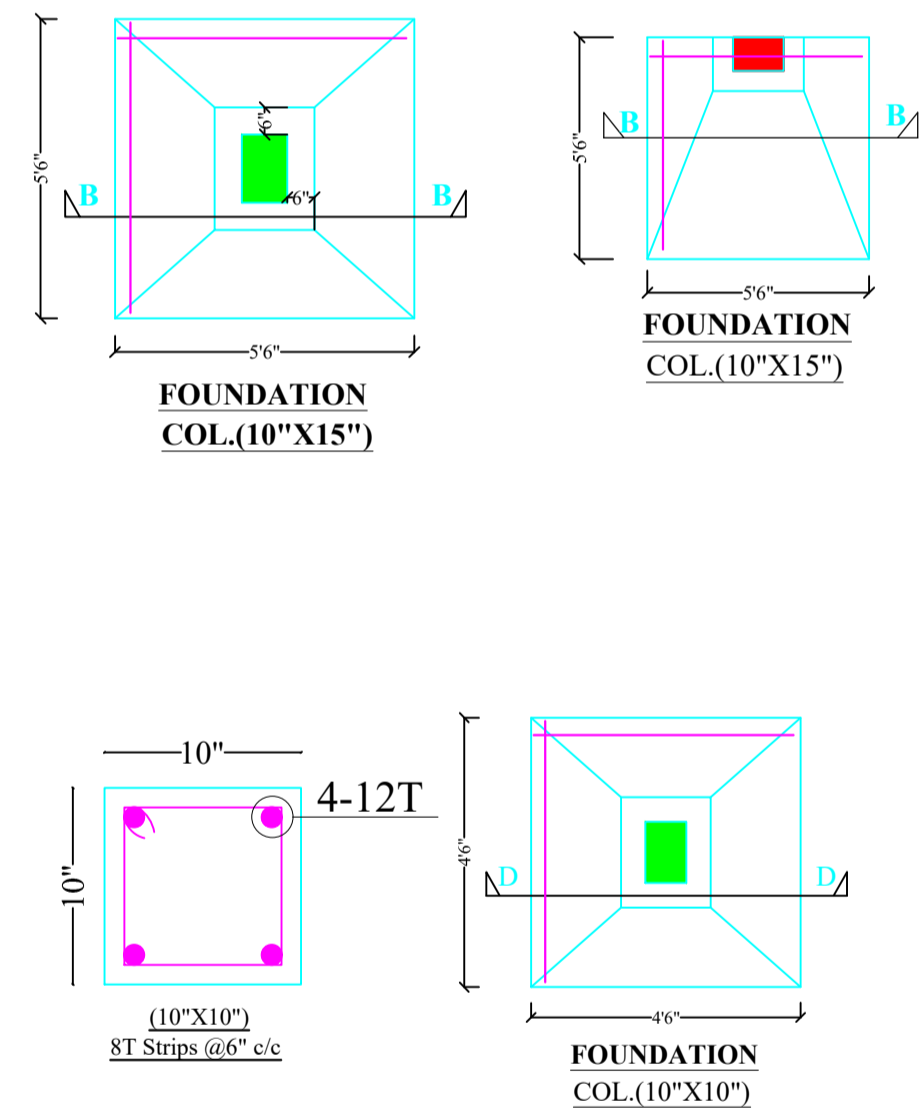 5'6"
6"
6"
B
B
5'6"
FOUNDATION
COL.(10"X15")
5'6"
B
B
5'6"
FOUNDATION
COL.(10"X15")
10"
10"
4-12T
(10"X10")
8T Strips @6" c/c
4'6"
D
D
4'6"
FOUNDATION
COL.(10"X10")